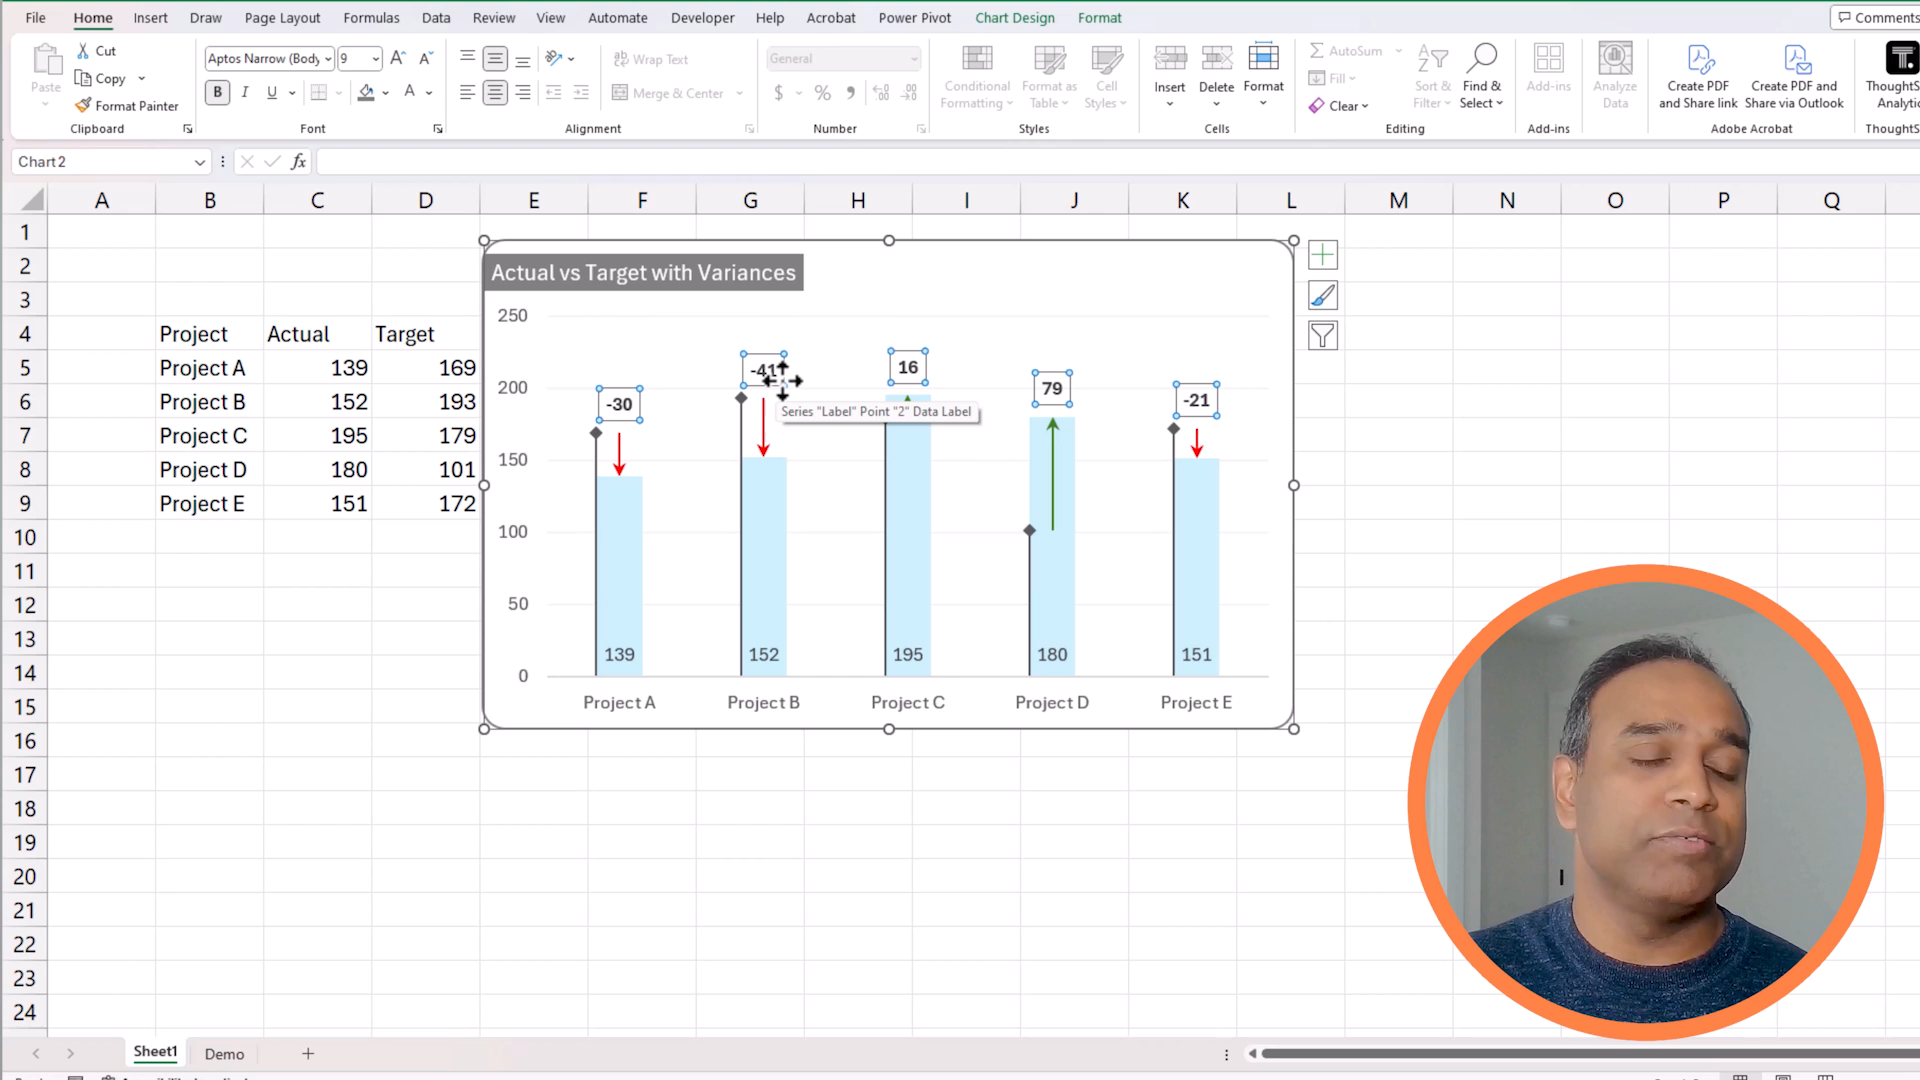 File Home Insert Draw Page Layout Formulas Data Review View Automate Developer Help Acrobat Power Pivot Chart Design Format Comments
Paste Cut Copy Format Painter
Aptos Narrow (Body 9
B I U A
ab Wrap Text
Merge & Center
General
$ % 9
Conditional Formatting
Format as Table
Cell Styles
Insert Delete Format
AutoSum
Fill
Clear
Sort & Filter
Find & Select
Add-ins
Analyze Data
Create PDF and Share link
Create PDF and Share via Outlook
Clipboard Font Alignment Number Styles Cells Editing Add-ins Adobe Acrobat
Chart 2 fx
A B C D E F G H I J K L M N O P Q
1
2
3
4 Project Actual Target
5 Project A 139 169
6 Project B 152 193
7 Project C 195 179
8 Project D 180 101
9 Project E 151 172
10
11
12
13
14
15
16
17
18
19
20
21
22
23
24
Actual vs Target with Variances
250
200
150
100
50
0
-30 -41 16 79 -21
Series "Label" Point "2" Data Label
139 152 195 180 151
Project A Project B Project C Project D Project E
Sheet1 Demo